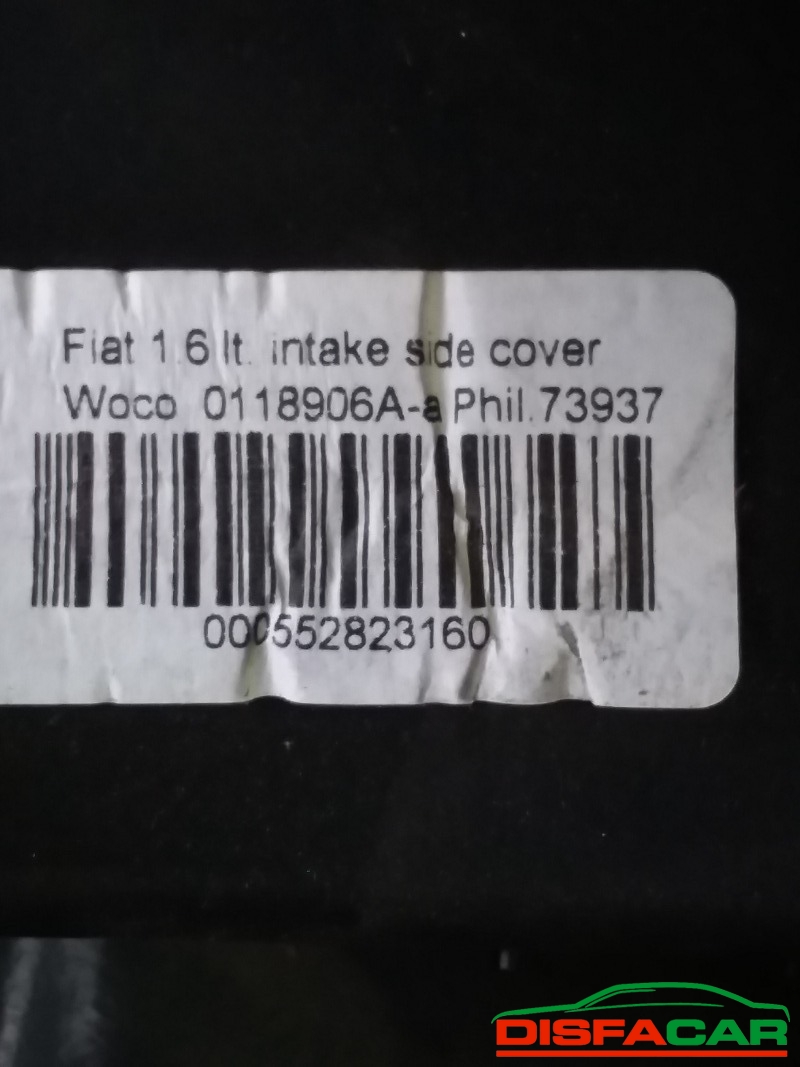 Fiat 1.6 lt. intake side cover
Woco 0118906A-a Phil.73937
000552823160
DISFACAR